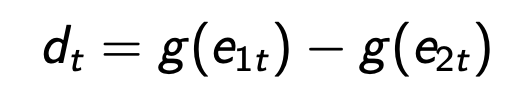 d_t = g(e_{1t}) − g(e_{2t})